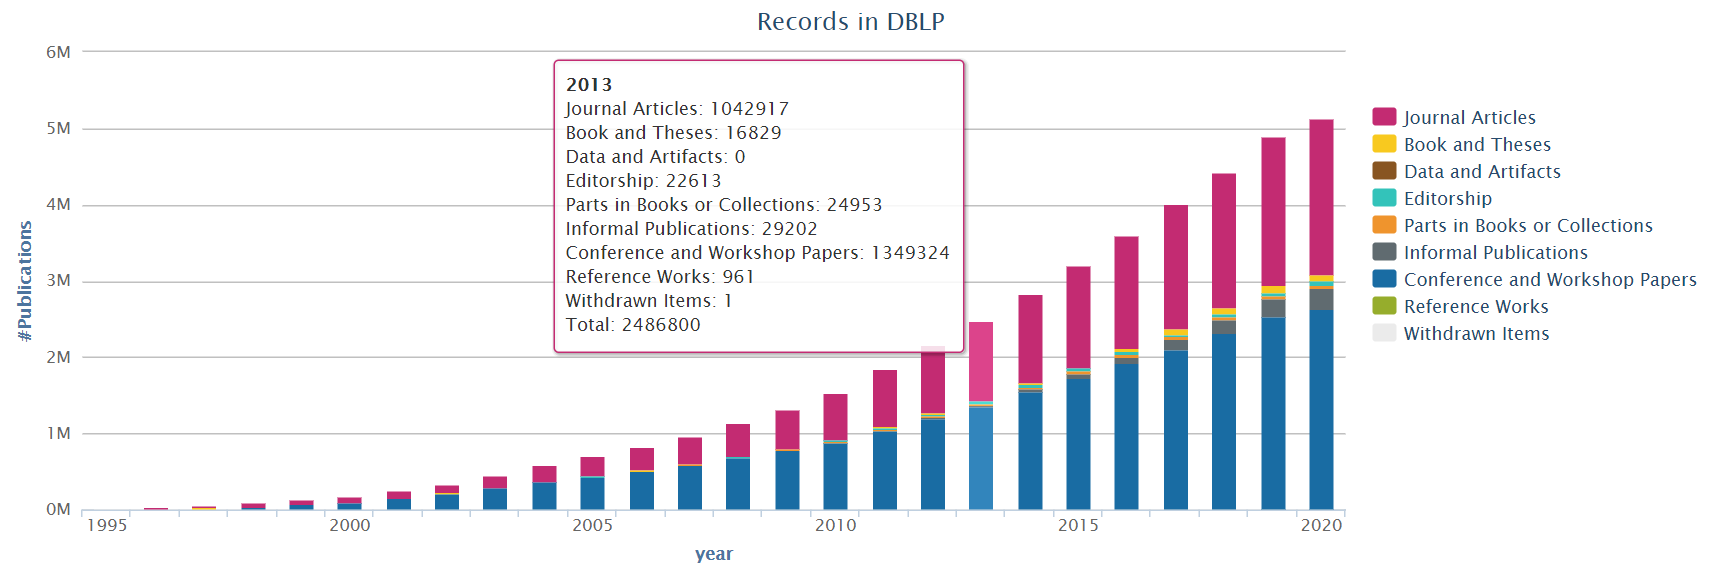 Records in DBLP
6M
5M
4M
3M
2M
1M
0M
#Publications
2013
Journal Articles: 1042917
Book and Theses: 16829
Data and Artifacts: 0
Editorship: 22613
Parts in Books or Collections: 24953
Informal Publications: 29202
Conference and Workshop Papers: 1349324
Reference Works: 961
Withdrawn Items: 1
Total: 2486800
Journal Articles
Book and Theses
Data and Artifacts
Editorship
Parts in Books or Collections
Informal Publications
Conference and Workshop Papers
Reference Works
Withdrawn Items
1995 2000 2005 2010 2015 2020
year